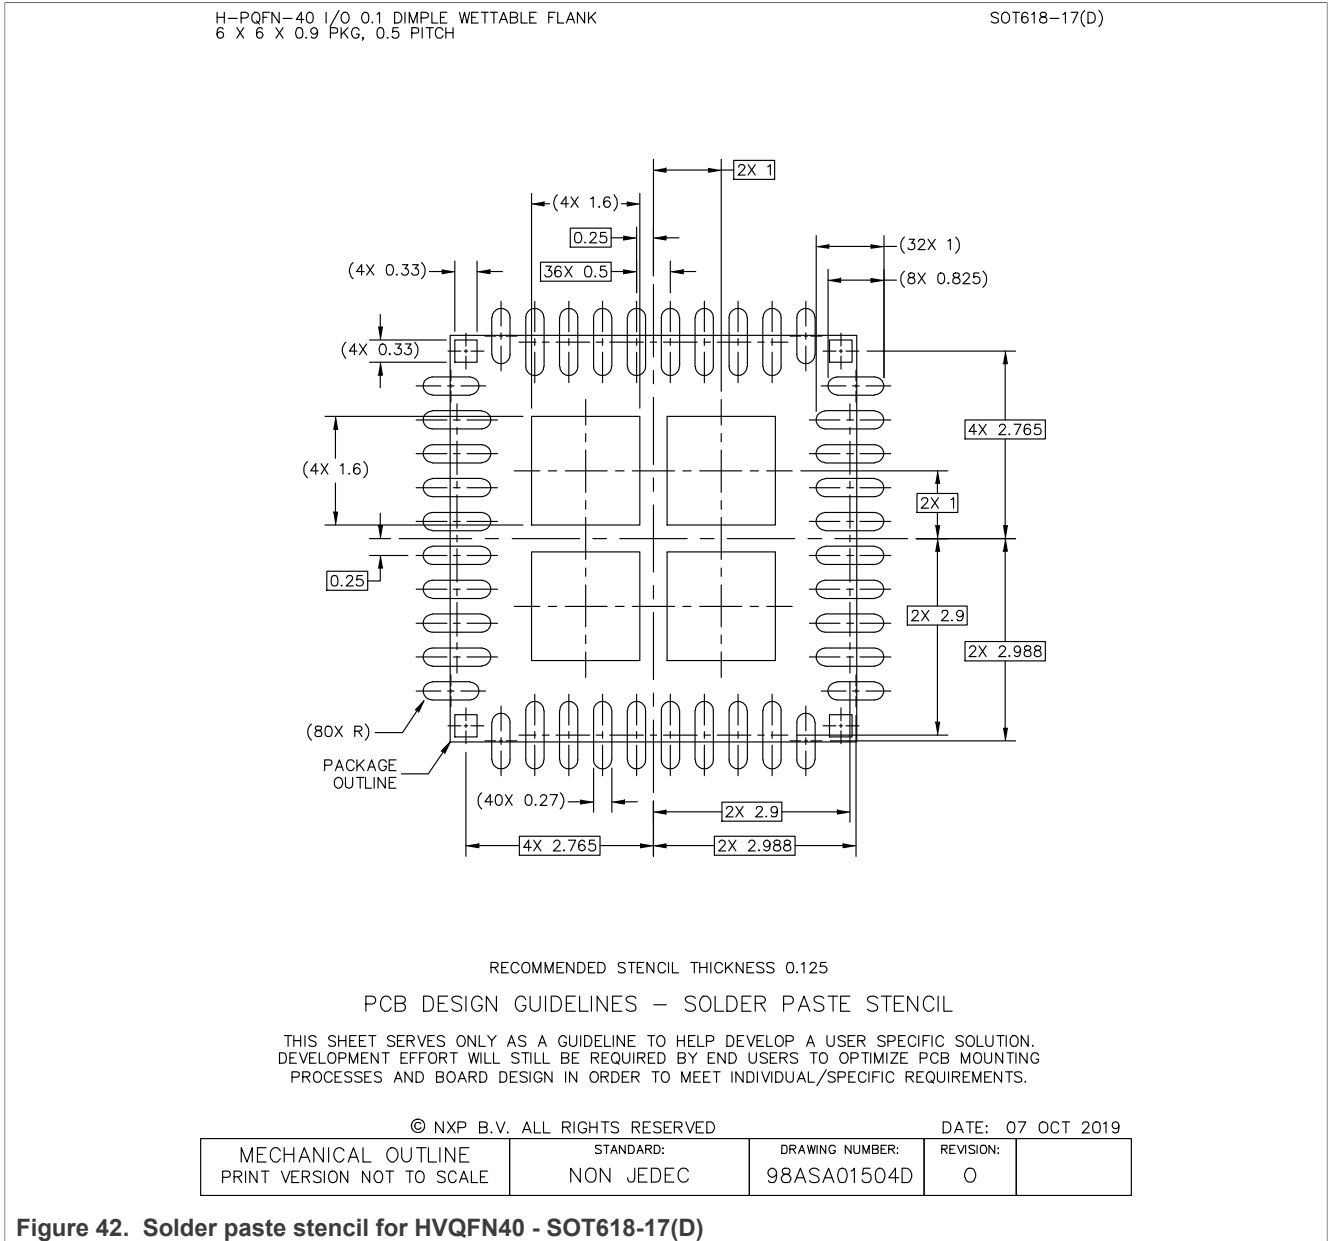 H-PQFN-40 I/O 0.1 DIMPLE WETTABLE FLANK
6 X 6 X 0.9 PKG, 0.5 PITCH
SOT618-17(D)
2X 1
(4X 1.6)
0.25
(32X 1)
(4X 0.33)
36X 0.5
(8X 0.825)
(4X 0.33)
4X 2.765
(4X 1.6)
2X 1
0.25
2X 2.9
2X 2.988
(80X R)
PACKAGE
OUTLINE
(40X 0.27)
2X 2.9
4X 2.765
2X 2.988
RECOMMENDED STENCIL THICKNESS 0.125
PCB DESIGN GUIDELINES – SOLDER PASTE STENCIL
THIS SHEET SERVES ONLY AS A GUIDELINE TO HELP DEVELOP A USER SPECIFIC SOLUTION.
DEVELOPMENT EFFORT WILL STILL BE REQUIRED BY END USERS TO OPTIMIZE PCB MOUNTING
PROCESSES AND BOARD DESIGN IN ORDER TO MEET INDIVIDUAL/SPECIFIC REQUIREMENTS.
© NXP B.V. ALL RIGHTS RESERVED
DATE: 07 OCT 2019
MECHANICAL OUTLINE
PRINT VERSION NOT TO SCALE
STANDARD:
NON JEDEC
DRAWING NUMBER:
98ASA01504D
REVISION:
O
Figure 42. Solder paste stencil for HVQFN40 - SOT618-17(D)